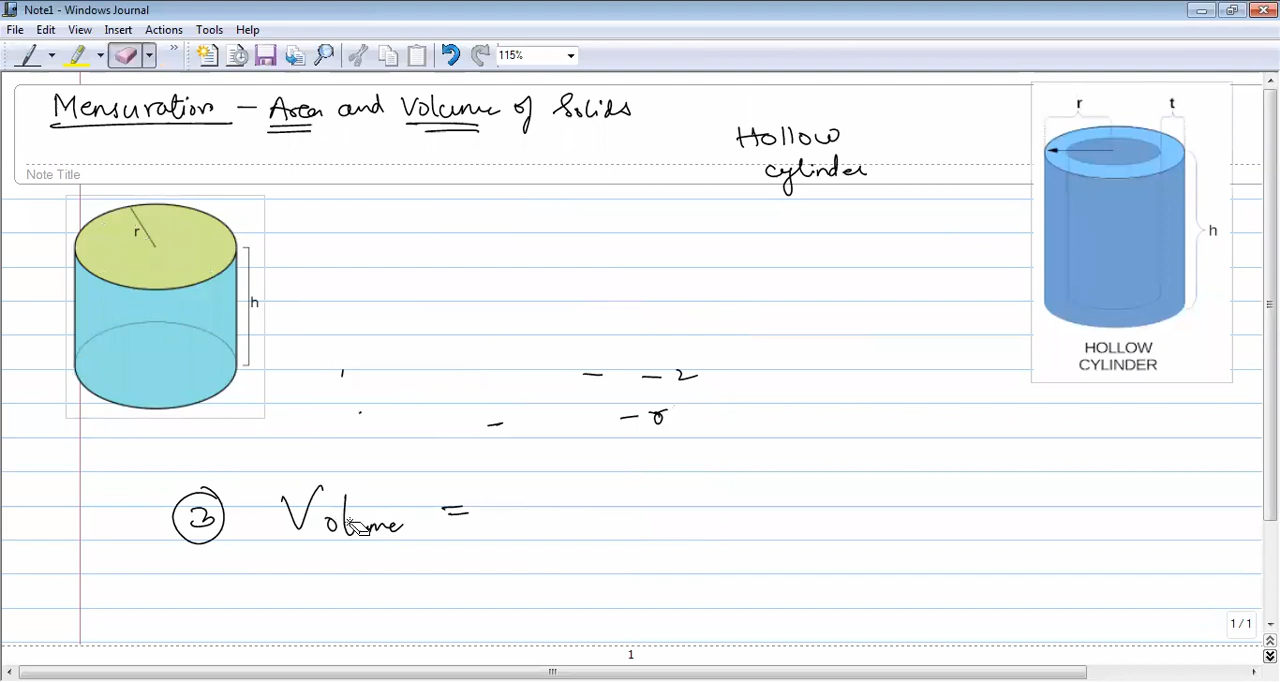 Note1 - Windows Journal
File Edit View Insert Actions Tools Help
115%
Mensuration – Area and Volume of Solids
Hollow
cylinder
Note Title
r
h
r t
h
HOLLOW
CYLINDER
- - 2
- - r
3 Volume =
1 / 1
1